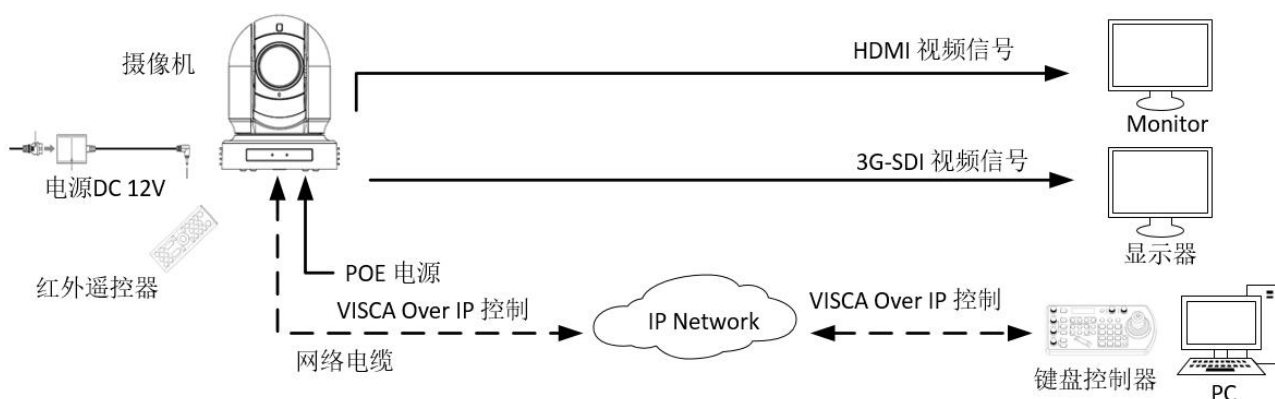 HDMI 视频信号
摄像机
Monitor
3G-SDI 视频信号
电源DC 12V
显示器
POE 电源
红外遥控器
VISCA Over IP 控制
IP Network
VISCA Over IP 控制
网络电缆
键盘控制器
PC